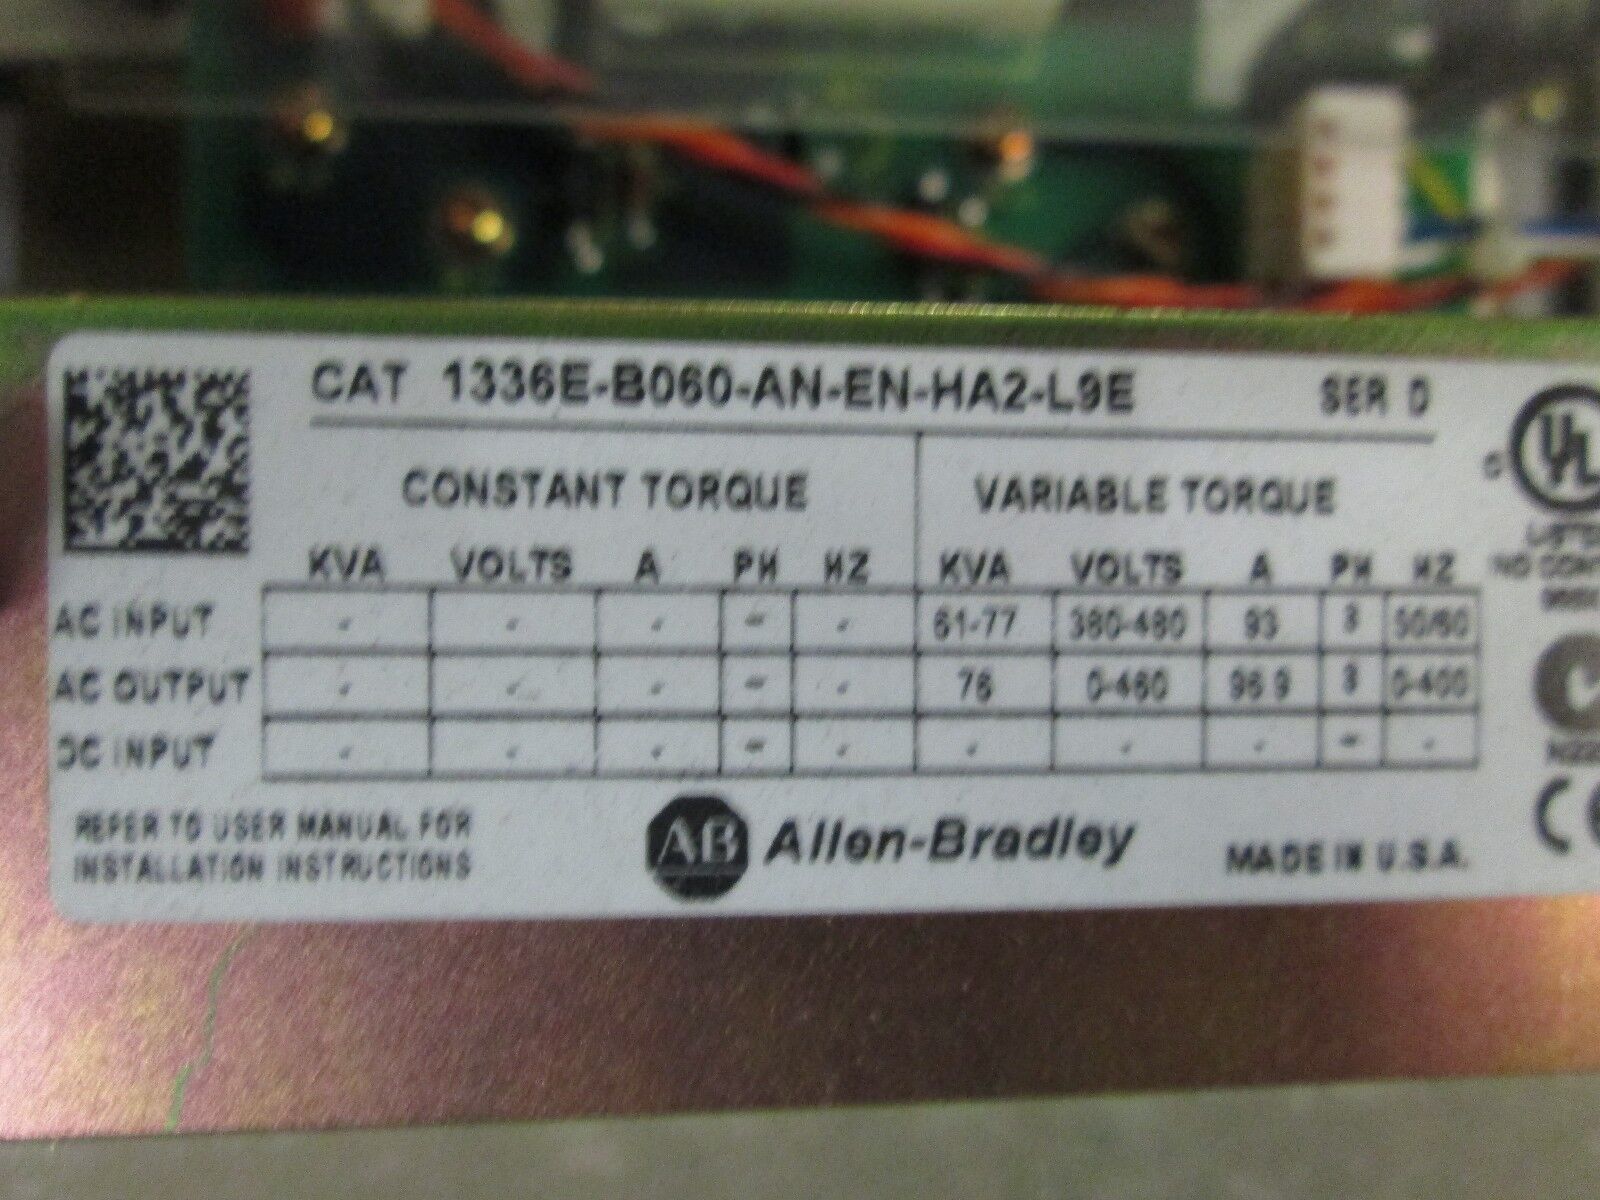 CAT 1336E-B060-AN-EN-HA2-L9E SER D
CONSTANT TORQUE VARIABLE TORQUE
KVA VOLTS A PH HZ KVA VOLTS A PH HZ
AC INPUT - - - - - 61-77 380-480 93 3 50/60
AC OUTPUT - - - - - 76 0-460 96.9 3 0-400
DC INPUT - - - - - - - - - -
REFER TO USER MANUAL FOR
INSTALLATION INSTRUCTIONS
AB Allen-Bradley
MADE IN U.S.A.
C UL